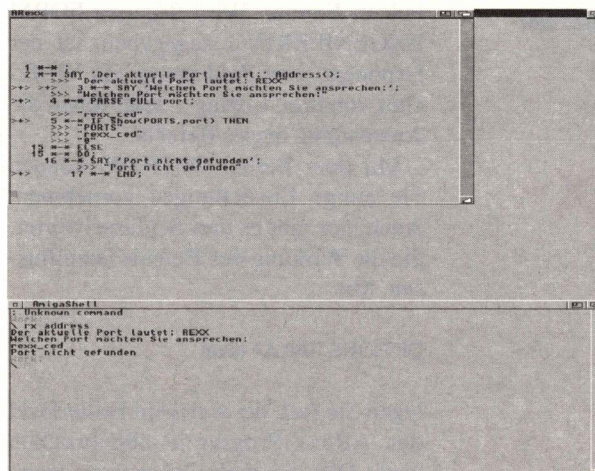 ARexx
1 *-* ;
2 *-* SAY 'Der aktuelle Port lautet:' Address();
>>> "Der aktuelle Port lautet: REXX"
>+> >+> 3 *-* SAY 'Welchen Port möchten Sie ansprechen:';
>>> "Welchen Port möchten Sie ansprechen:"
>+> 4 *-* PARSE PULL port;
>>> "rexx_ced"
>+> 5 *-* IF Show(PORTS,port) THEN
>>> "PORTS"
>>> "rexx_ced"
>>> "0"
15 *-* ELSE
15 *-* DO;
16 *-* SAY 'Port nicht gefunden';
>>> "Port nicht gefunden"
>+> 17 *-* END;
AmigaShell
: Unknown command
> rx address
Der aktuelle Port lautet: REXX
Welchen Port möchten Sie ansprechen:
rexx_ced
Port nicht gefunden